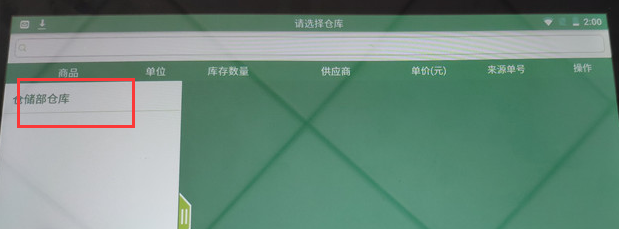 请选择仓库
2:00
商品 单位 库存数量 供应商 单价(元) 来源单号 操作
仓储部仓库